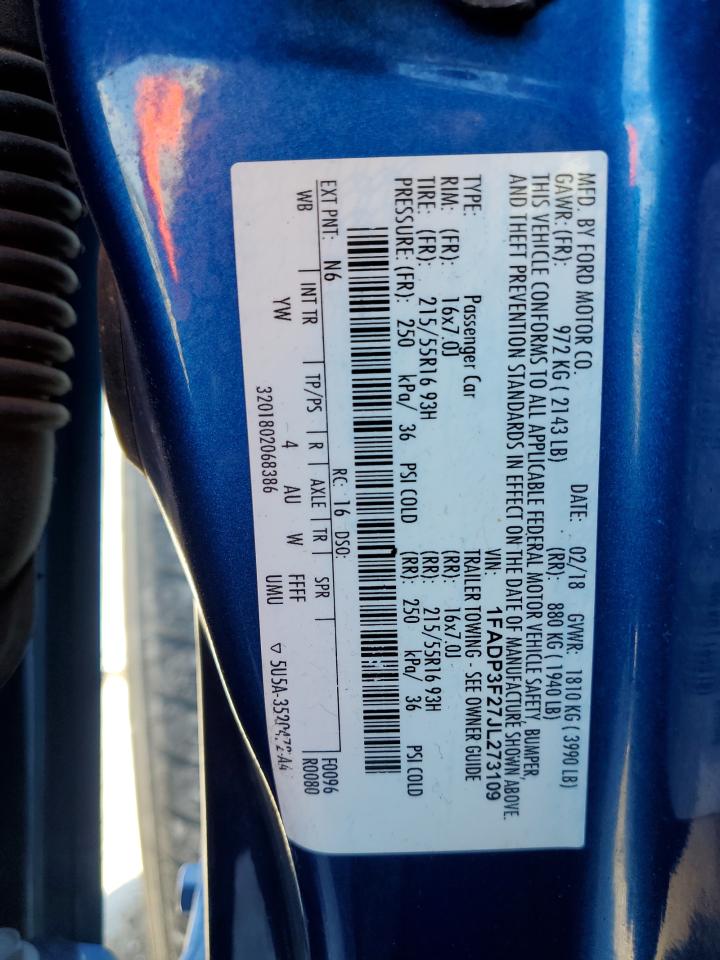 MFD. BY FORD MOTOR CO. DATE: 02/18 GVWR: 1810 KG ( 3990 LB)
GAWR: (FR): 972 KG ( 2143 LB) (RR): 880 KG ( 1940 LB)
THIS VEHICLE CONFORMS TO ALL APPLICABLE FEDERAL MOTOR VEHICLE SAFETY, BUMPER,
AND THEFT PREVENTION STANDARDS IN EFFECT ON THE DATE OF MANUFACTURE SHOWN ABOVE.
VIN: 1FADP3F27JL273109
TYPE: Passenger Car TRAILER TOWING - SEE OWNER GUIDE
RIM: (FR): 16x7.0J (RR): 16x7.0J
TIRE: (FR): 215/55R16 93H (RR): 215/55R16 93H
PRESSURE: (FR): 250 kPa/ 36 PSI COLD (RR): 250 kPa/ 36 PSI COLD
RC: 16 DSO: F0096
EXT PNT: N6 R0080
WB INT TR TP/PS R AXLE TR SPR
YW 4 AU W FFFF
3201802068386 UMU